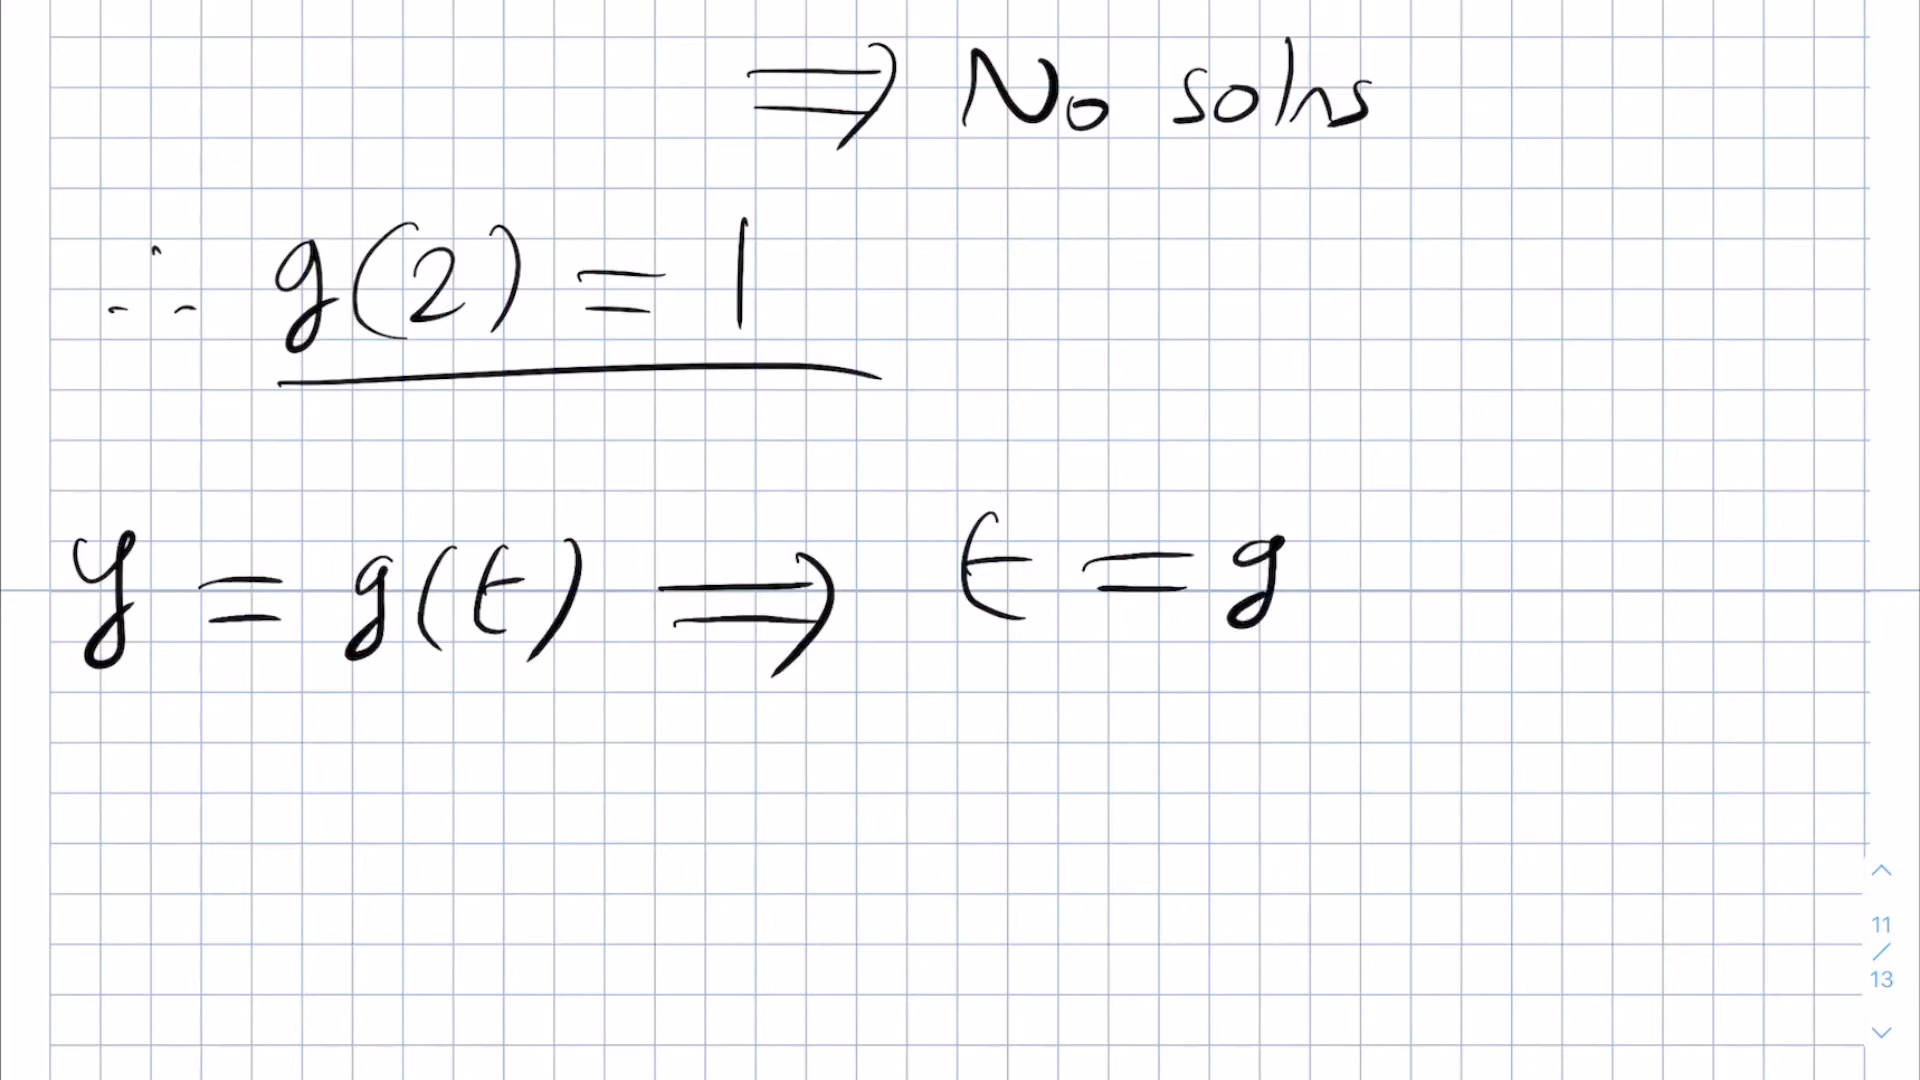 ⟹ No solns
∴ g(2) = 1
y = g(t) ⟹ t = g
11
/
13